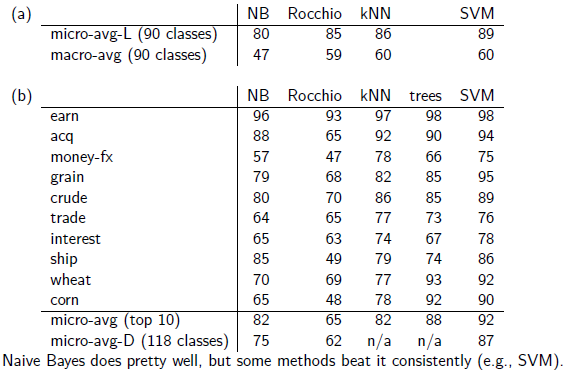 (a) NB Rocchio kNN SVM
micro-avg-L (90 classes) 80 85 86 89
macro-avg (90 classes) 47 59 60 60
(b) NB Rocchio kNN trees SVM
earn 96 93 97 98 98
acq 88 65 92 90 94
money-fx 57 47 78 66 75
grain 79 68 82 85 95
crude 80 70 86 85 89
trade 64 65 77 73 76
interest 65 63 74 67 78
ship 85 49 79 74 86
wheat 70 69 77 93 92
corn 65 48 78 92 90
micro-avg (top 10) 82 65 82 88 92
micro-avg-D (118 classes) 75 62 n/a n/a 87
Naive Bayes does pretty well, but some methods beat it consistently (e.g., SVM).